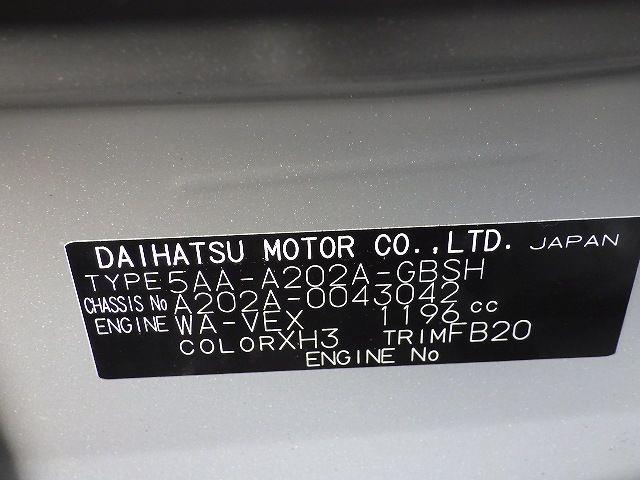 DAIHATSU MOTOR CO.,LTD. JAPAN
TYPE 5AA-A202A-GBSH
CHASSIS No A202A-0043042
ENGINE WA-VEX 1196 cc
COLOR XH3 TRIM FB20
ENGINE No